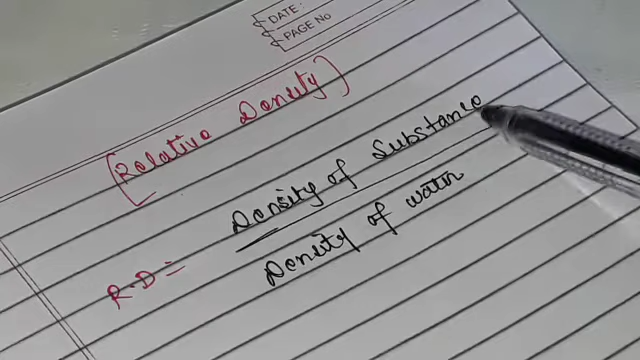 DATE:
PAGE No
(Relative Density)
R.D = Density of Substance
Density of water